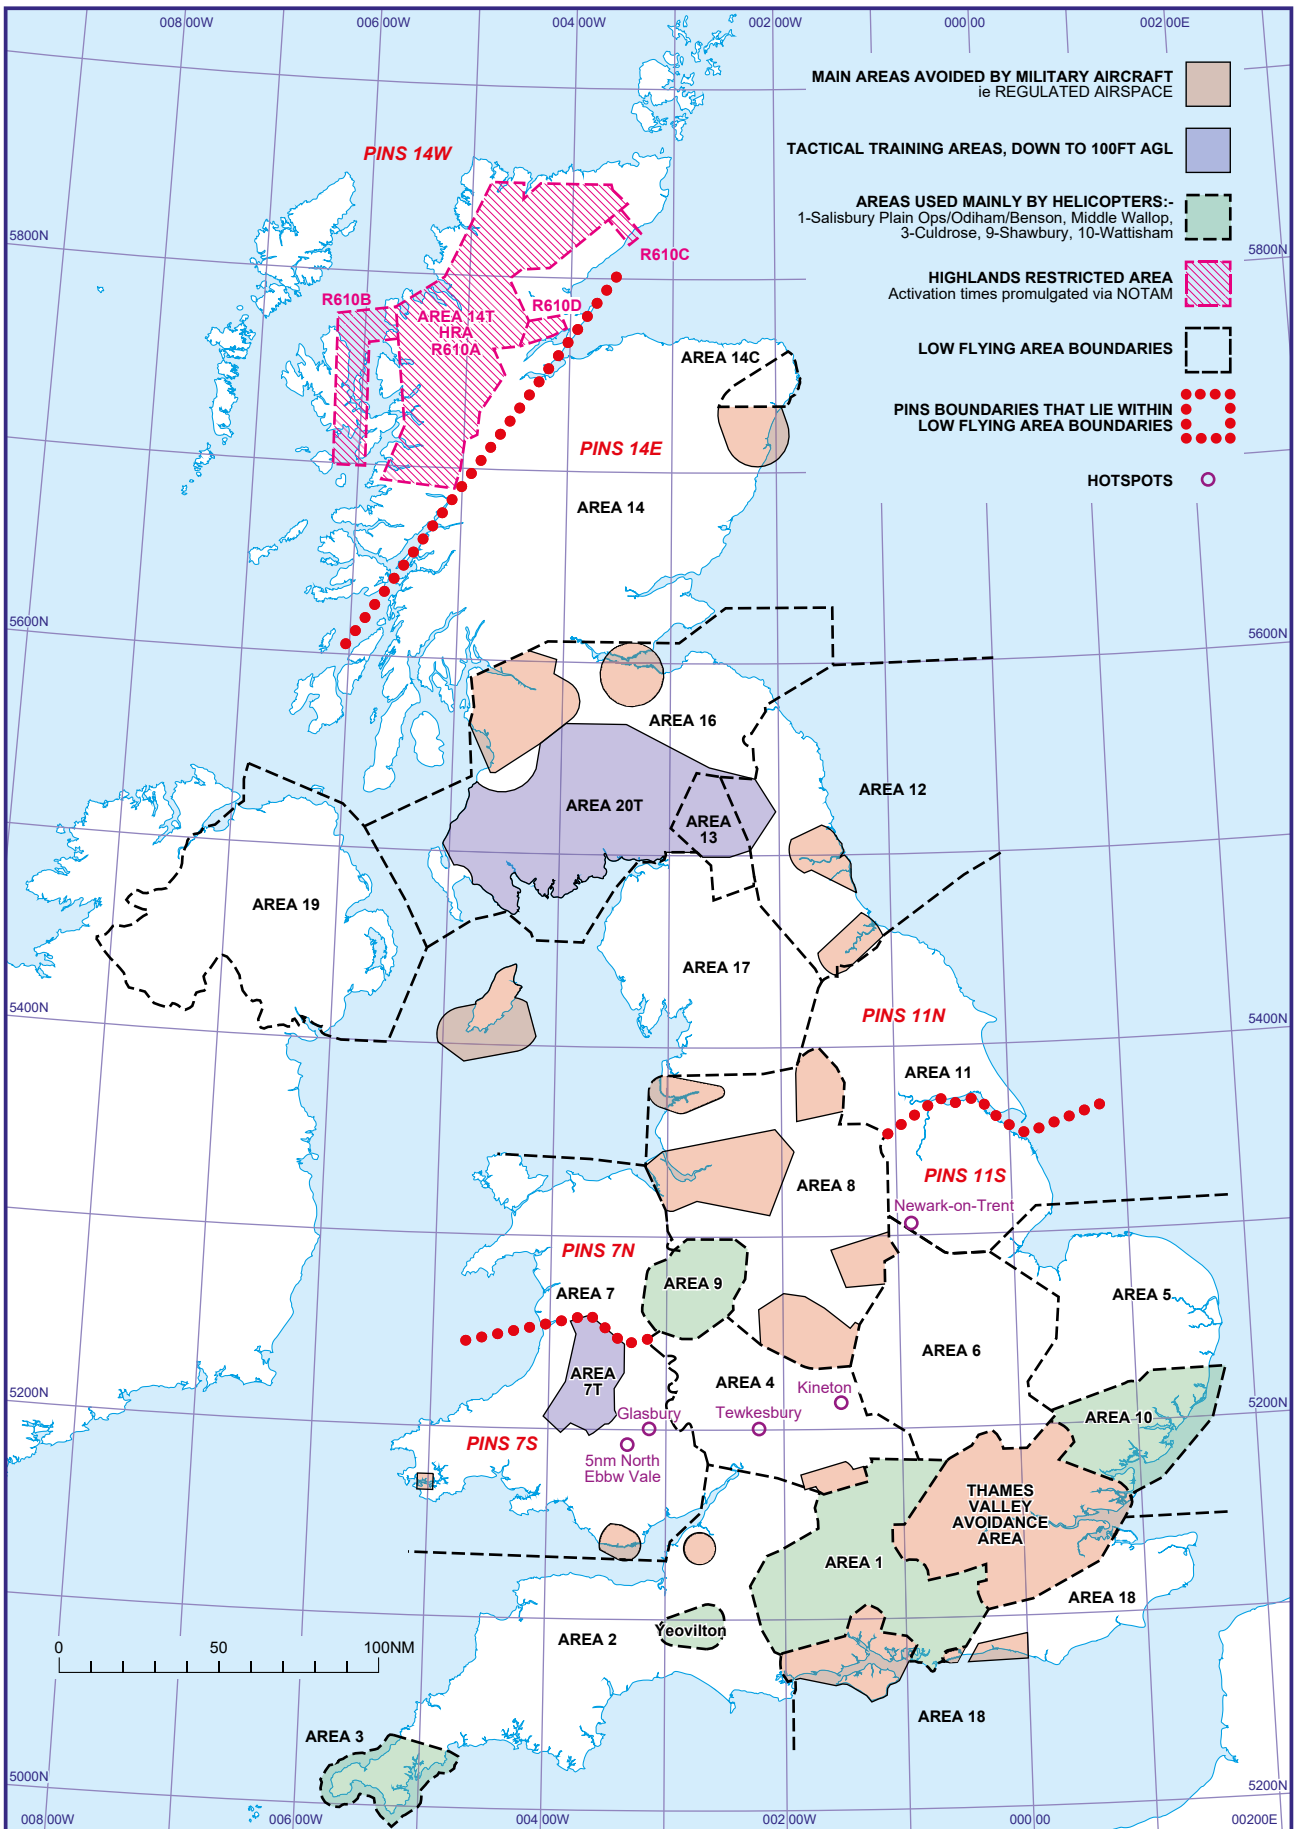 008 00W
006 00W
004 00W
002 00W
000 00
002 00E
MAIN AREAS AVOIDED BY MILITARY AIRCRAFT
ie REGULATED AIRSPACE
TACTICAL TRAINING AREAS, DOWN TO 100FT AGL
AREAS USED MAINLY BY HELICOPTERS:-
1-Salisbury Plain Ops/Odiham/Benson, Middle Wallop,
3-Culdrose, 9-Shawbury, 10-Wattisham
HIGHLANDS RESTRICTED AREA
Activation times promulgated via NOTAM
LOW FLYING AREA BOUNDARIES
PINS BOUNDARIES THAT LIE WITHIN
LOW FLYING AREA BOUNDARIES
HOTSPOTS
PINS 14W
5800N
5800N
R610C
R610B
R610D
AREA 14T
HRA
R610A
AREA 14C
PINS 14E
AREA 14
5600N
5600N
AREA 16
AREA 12
AREA 20T
AREA
13
AREA 19
AREA 17
5400N
5400N
PINS 11N
AREA 11
PINS 11S
AREA 8
Newark-on-Trent
PINS 7N
AREA 7
AREA 9
AREA 5
AREA 6
AREA
7T
AREA 4
Kineton
5200N
5200N
Glasbury
Tewkesbury
AREA 10
PINS 7S
5nm North
Ebbw Vale
THAMES
VALLEY
AVOIDANCE
AREA
AREA 1
AREA 18
Yeovilton
AREA 2
0
50
100NM
AREA 18
AREA 3
5000N
5200N
008 00W
006 00W
004 00W
002 00W
000 00
00200E